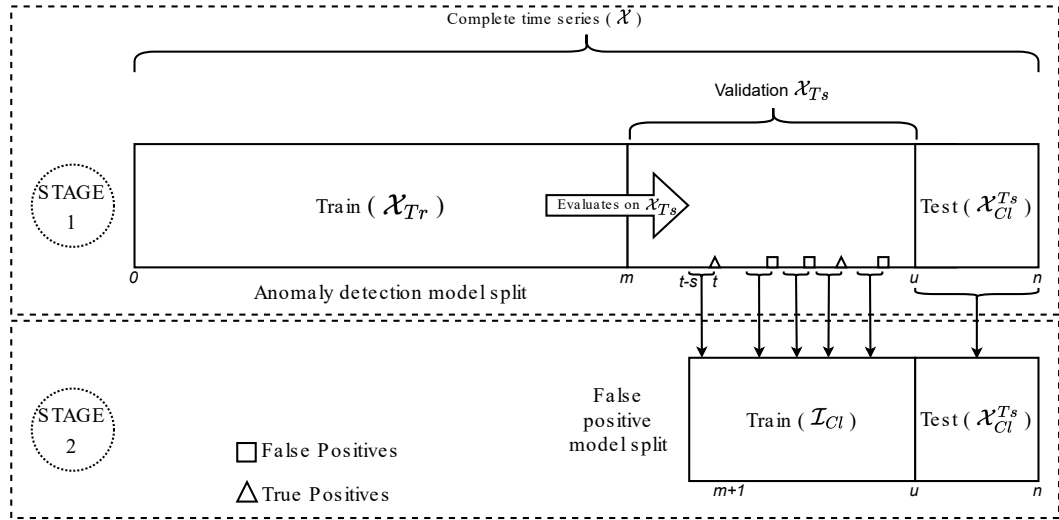 Complete time series ( 𝒳 )
Validation 𝒳_Ts
STAGE
1
Train ( 𝒳_Tr )
Evaluates on 𝒳_Ts
Test ( 𝒳_Cl^Ts )
0
m
t-s
t
u
n
Anomaly detection model split
STAGE
2
False
positive
model split
Train ( ℐ_Cl )
Test ( 𝒳_Cl^Ts )
False Positives
True Positives
m+1
u
n